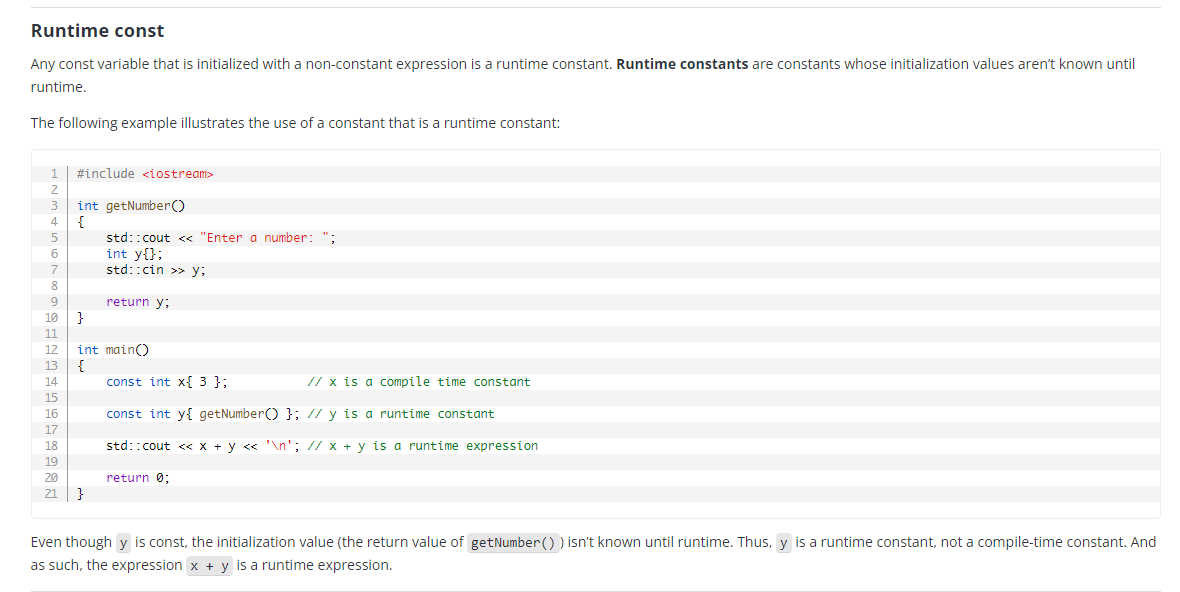 Runtime const
Any const variable that is initialized with a non-constant expression is a runtime constant. Runtime constants are constants whose initialization values aren’t known until
runtime.
The following example illustrates the use of a constant that is a runtime constant:
1 #include <iostream>
2
3 int getNumber()
4 {
5     std::cout << "Enter a number: ";
6     int y{};
7     std::cin >> y;
8
9     return y;
10 }
11
12 int main()
13 {
14     const int x{ 3 };           // x is a compile time constant
15
16     const int y{ getNumber() }; // y is a runtime constant
17
18     std::cout << x + y << '\n'; // x + y is a runtime expression
19
20     return 0;
21 }
Even though y is const, the initialization value (the return value of getNumber() ) isn’t known until runtime. Thus, y is a runtime constant, not a compile-time constant. And
as such, the expression x + y is a runtime expression.